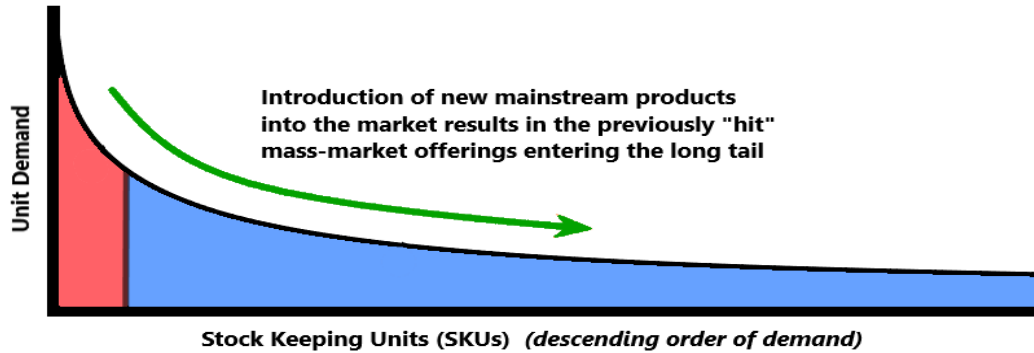 Unit Demand
Introduction of new mainstream products
into the market results in the previously "hit"
mass-market offerings entering the long tail
Stock Keeping Units (SKUs) (descending order of demand)